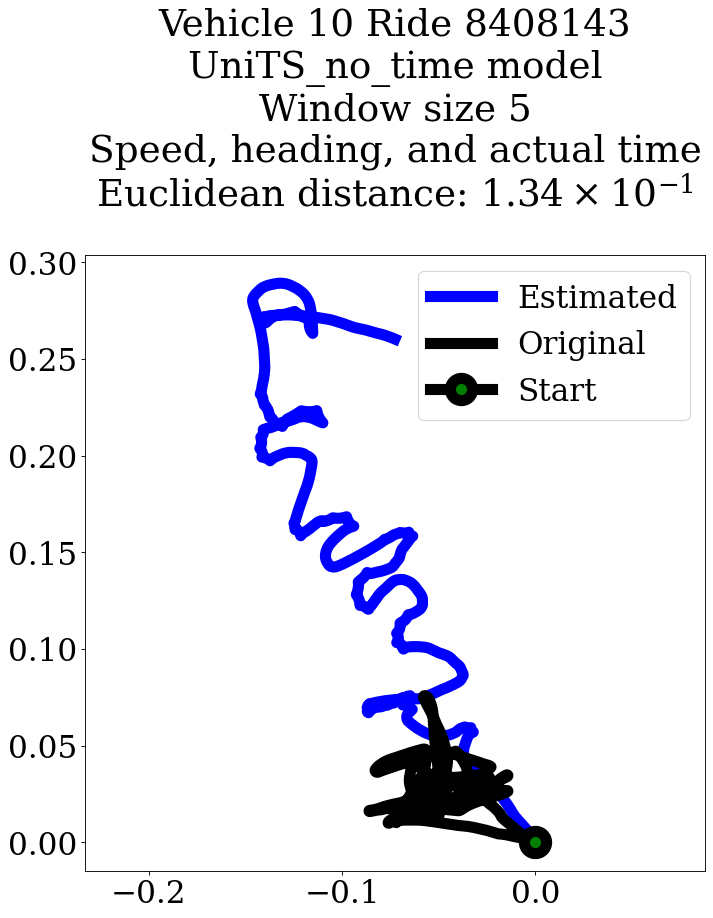 Vehicle 10 Ride 8408143
UniTS_no_time model
Window size 5
Speed, heading, and actual time
Euclidean distance: 1.34 × 10⁻¹
0.30
0.25
0.20
0.15
0.10
0.05
0.00
−0.2
−0.1
0.0
Estimated
Original
Start